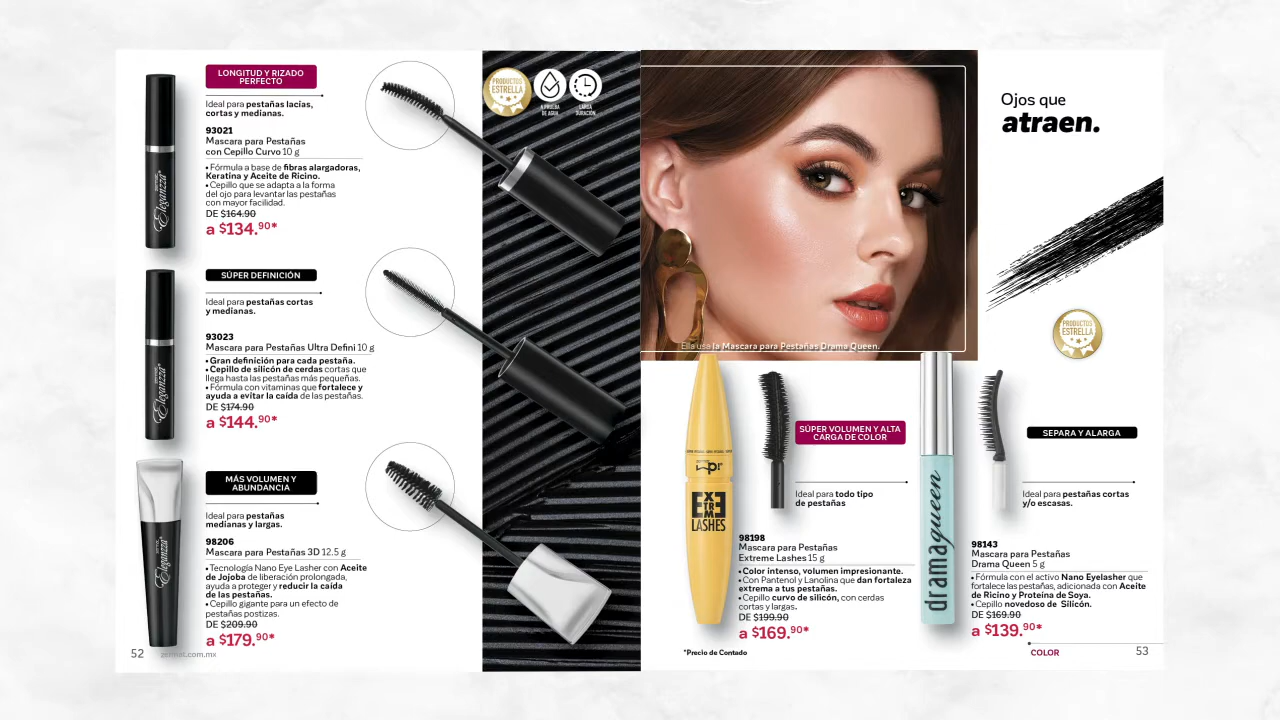 LONGITUD Y RIZADO
PERFECTO
Ideal para pestañas lacias,
cortas y medianas.
93021
Mascara para Pestañas
con Cepillo Curvo 10 g
• Fórmula a base de fibras alargadoras,
Keratina y Aceite de Ricino.
• Cepillo que se adapta a la forma
del ojo para levantar las pestañas
con mayor facilidad.
DE $164.90
a $134.90*
Eleganzza
SÚPER DEFINICIÓN
Ideal para pestañas cortas
y medianas.
93023
Mascara para Pestañas Ultra Defini 10 g
• Gran definición para cada pestaña.
• Cepillo de silicón de cerdas cortas que
llega hasta las pestañas más pequeñas.
• Fórmula con vitaminas que fortalece y
ayuda a evitar la caída de las pestañas.
DE $174.90
a $144.90*
Eleganzza
MÁS VOLUMEN Y
ABUNDANCIA
Ideal para pestañas
medianas y largas.
98206
Mascara para Pestañas 3D 12.5 g
• Tecnología Nano Eye Lasher con Aceite
de Jojoba de liberación prolongada,
ayuda a proteger y reducir la caída
de las pestañas.
• Cepillo gigante para un efecto de
pestañas postizas.
DE $209.90
a $179.90*
Eleganzza
52
zermat.com.mx
PRODUCTOS
ESTRELLA
A PRUEBA
DE AGUA
LARGA
DURACIÓN
Ella usa la Mascara para Pestañas Drama Queen.
Ojos que
atraen.
PRODUCTOS
ESTRELLA
up!
EXTREME
LASHES
SÚPER VOLUMEN Y ALTA
CARGA DE COLOR
Ideal para todo tipo
de pestañas
98198
Mascara para Pestañas
Extreme Lashes 15 g
• Color intenso, volumen impresionante.
• Con Pantenol y Lanolina que dan fortaleza
extrema a tus pestañas.
• Cepillo curvo de silicón, con cerdas
cortas y largas.
DE $199.90
a $169.90*
*Precio de Contado
dramaqueen
SEPARA Y ALARGA
Ideal para pestañas cortas
y/o escasas.
98143
Mascara para Pestañas
Drama Queen 5 g
• Fórmula con el activo Nano Eyelasher que
fortalece las pestañas, adicionada con Aceite
de Ricino y Proteína de Soya.
• Cepillo novedoso de Silicón.
DE $169.90
a $139.90*
COLOR
53